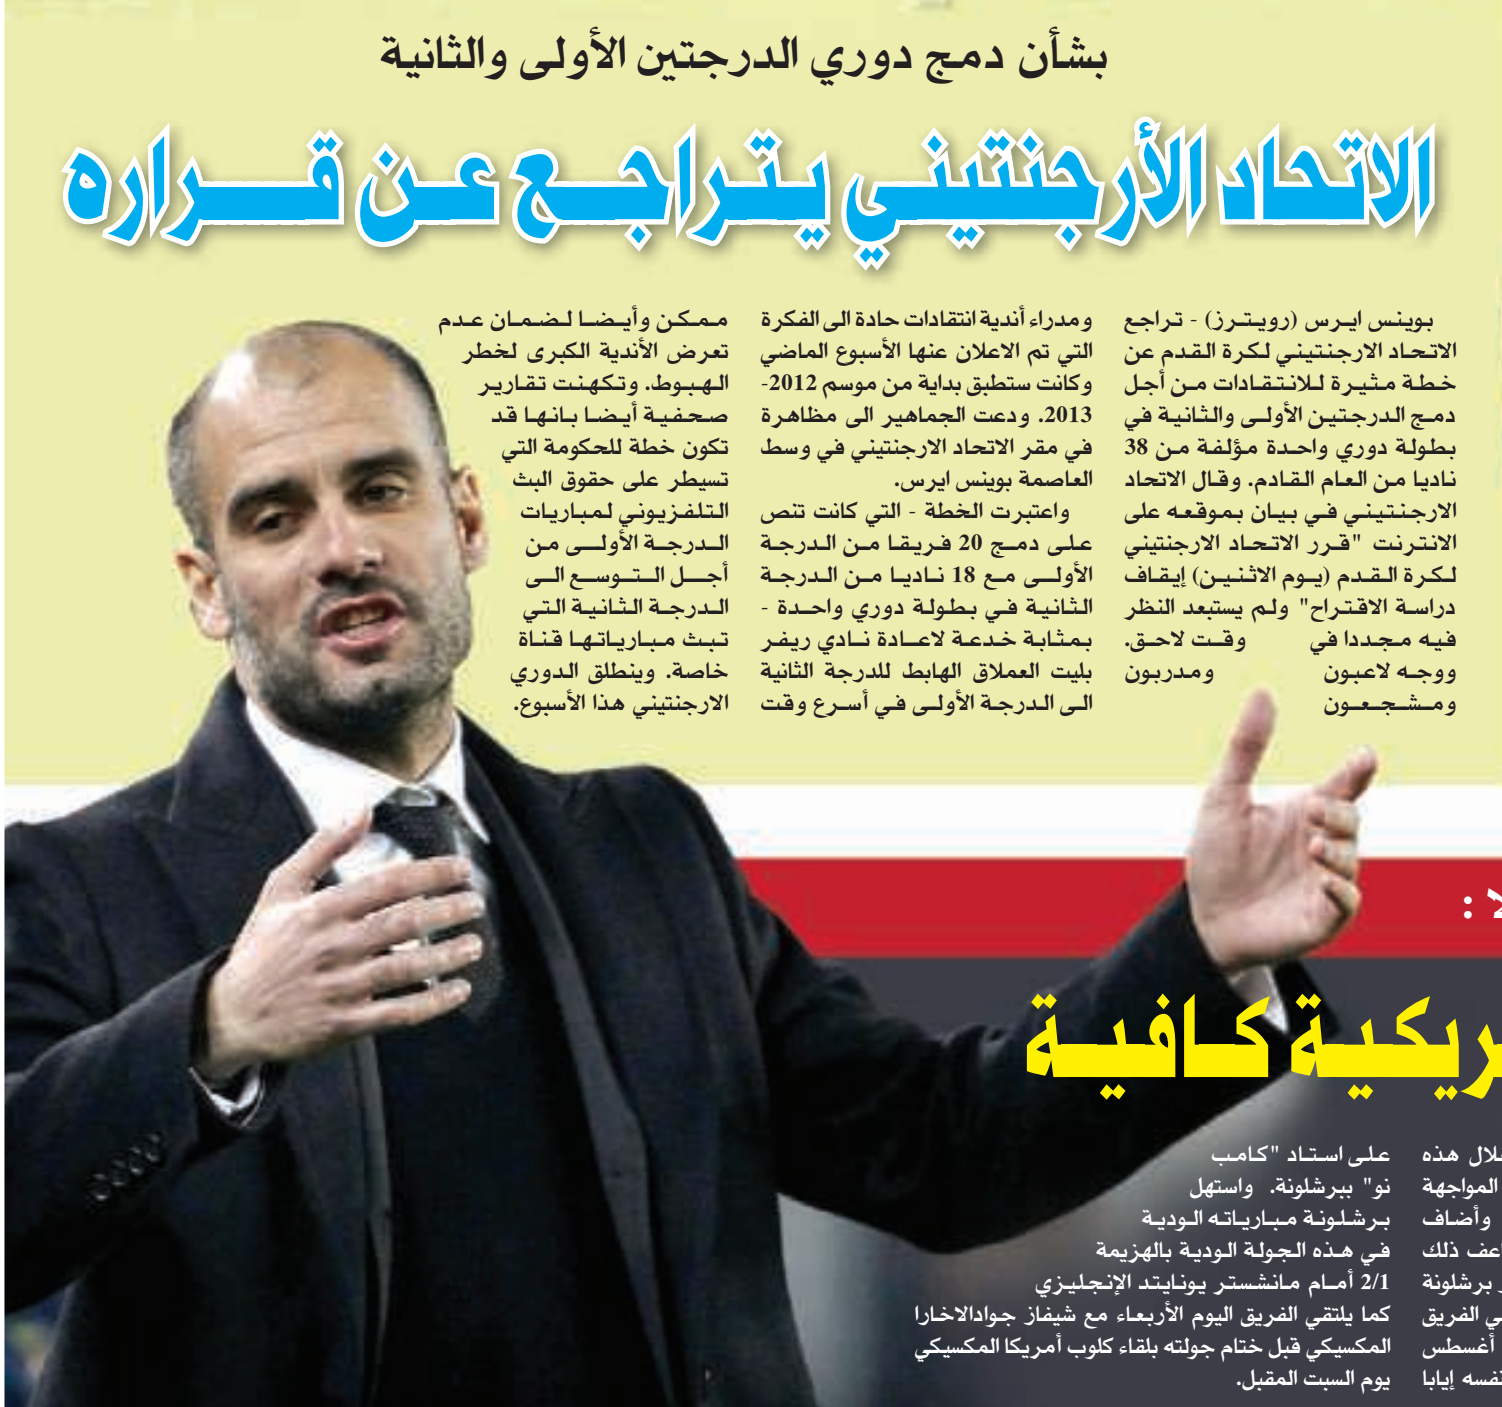 بشأن دمج دوري الدرجتين الأولى والثانية
الاتحاد الأرجنتيني يتراجع عن قراره
بوينس ايرس (رويترز) - تراجع
الاتحاد الارجنتيني لكرة القدم عن
خطة مثيرة للانتقادات من أجل
دمج الدرجتين الأولى والثانية في
بطولة دوري واحدة مؤلفة من 38
ناديا من العام القادم. وقال الاتحاد
الارجنتيني في بيان بموقعه على
الانترنت "قرر الاتحاد الارجنتيني
لكرة القدم (يوم الاثنين) إيقاف
دراسة الاقتراح" ولم يستبعد النظر
فيه مجددا في وقت لاحق.
ووجه لاعبون ومدربون
ومشجعون
ومدراء أندية انتقادات حادة الى الفكرة
التي تم الاعلان عنها الأسبوع الماضي
وكانت ستطبق بداية من موسم 2012-
2013. ودعت الجماهير الى مظاهرة
في مقر الاتحاد الارجنتيني في وسط
العاصمة بوينس ايرس.
واعتبرت الخطة - التي كانت تنص
على دمج 20 فريقا من الدرجة
الأولى مع 18 ناديا من الدرجة
الثانية في بطولة دوري واحدة -
بمثابة خدعة لاعادة نادي ريفر
بليت العملاق الهابط للدرجة الثانية
الى الدرجة الأولى في أسرع وقت
ممكن وأيضا لضمان عدم
تعرض الأندية الكبرى لخطر
الهبوط. وتكهنت تقارير
صحفية أيضا بانها قد
تكون خطة للحكومة التي
تسيطر على حقوق البث
التلفزيوني لمباريات
الدرجة الأولى من
أجل التوسع الى
الدرجة الثانية التي
تبث مبارياتها قناة
خاصة. وينطلق الدوري
الارجنتيني هذا الأسبوع.
:
ريكية كافية
لال هذه
المواجهة
وأضاف
عف ذلك
برشلونة
ي الفريق
أغسطس
نفسه إيابا
على استاد "كامب
نو" ببرشلونة. واستهل
برشلونة مبارياته الودية
في هذه الجولة الودية بالهزيمة
2/1 أمام مانشستر يونايتد الإنجليزي
كما يلتقي الفريق اليوم الأربعاء مع شيفاز جوادالاخارا
المكسيكي قبل ختام جولته بلقاء كلوب أمريكا المكسيكي
يوم السبت المقبل.